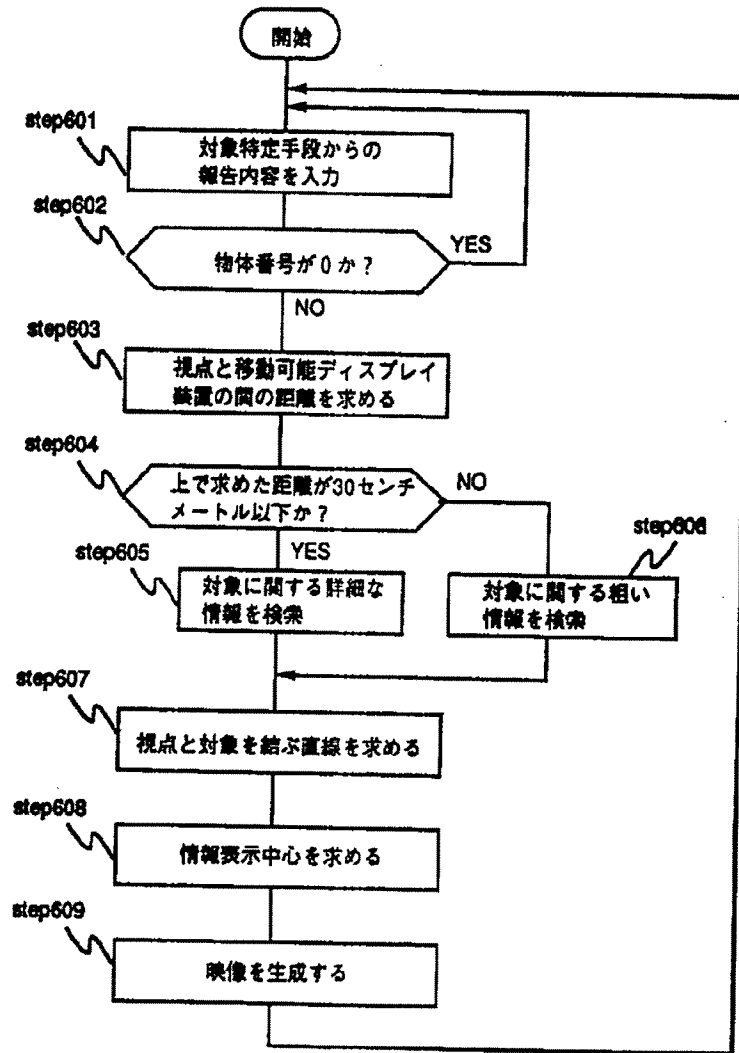 開始
step601
対象特定手段からの
報告内容を入力
step602
物体番号が0か？
YES
NO
step603
視点と移動可能ディスプレイ
装置の間の距離を求める
step604
上で求めた距離が30センチ
メートル以下か？
NO
YES
step605
対象に関する詳細な
情報を検索
step606
対象に関する粗い
情報を検索
step607
視点と対象を結ぶ直線を求める
step608
情報表示中心を求める
step609
映像を生成する